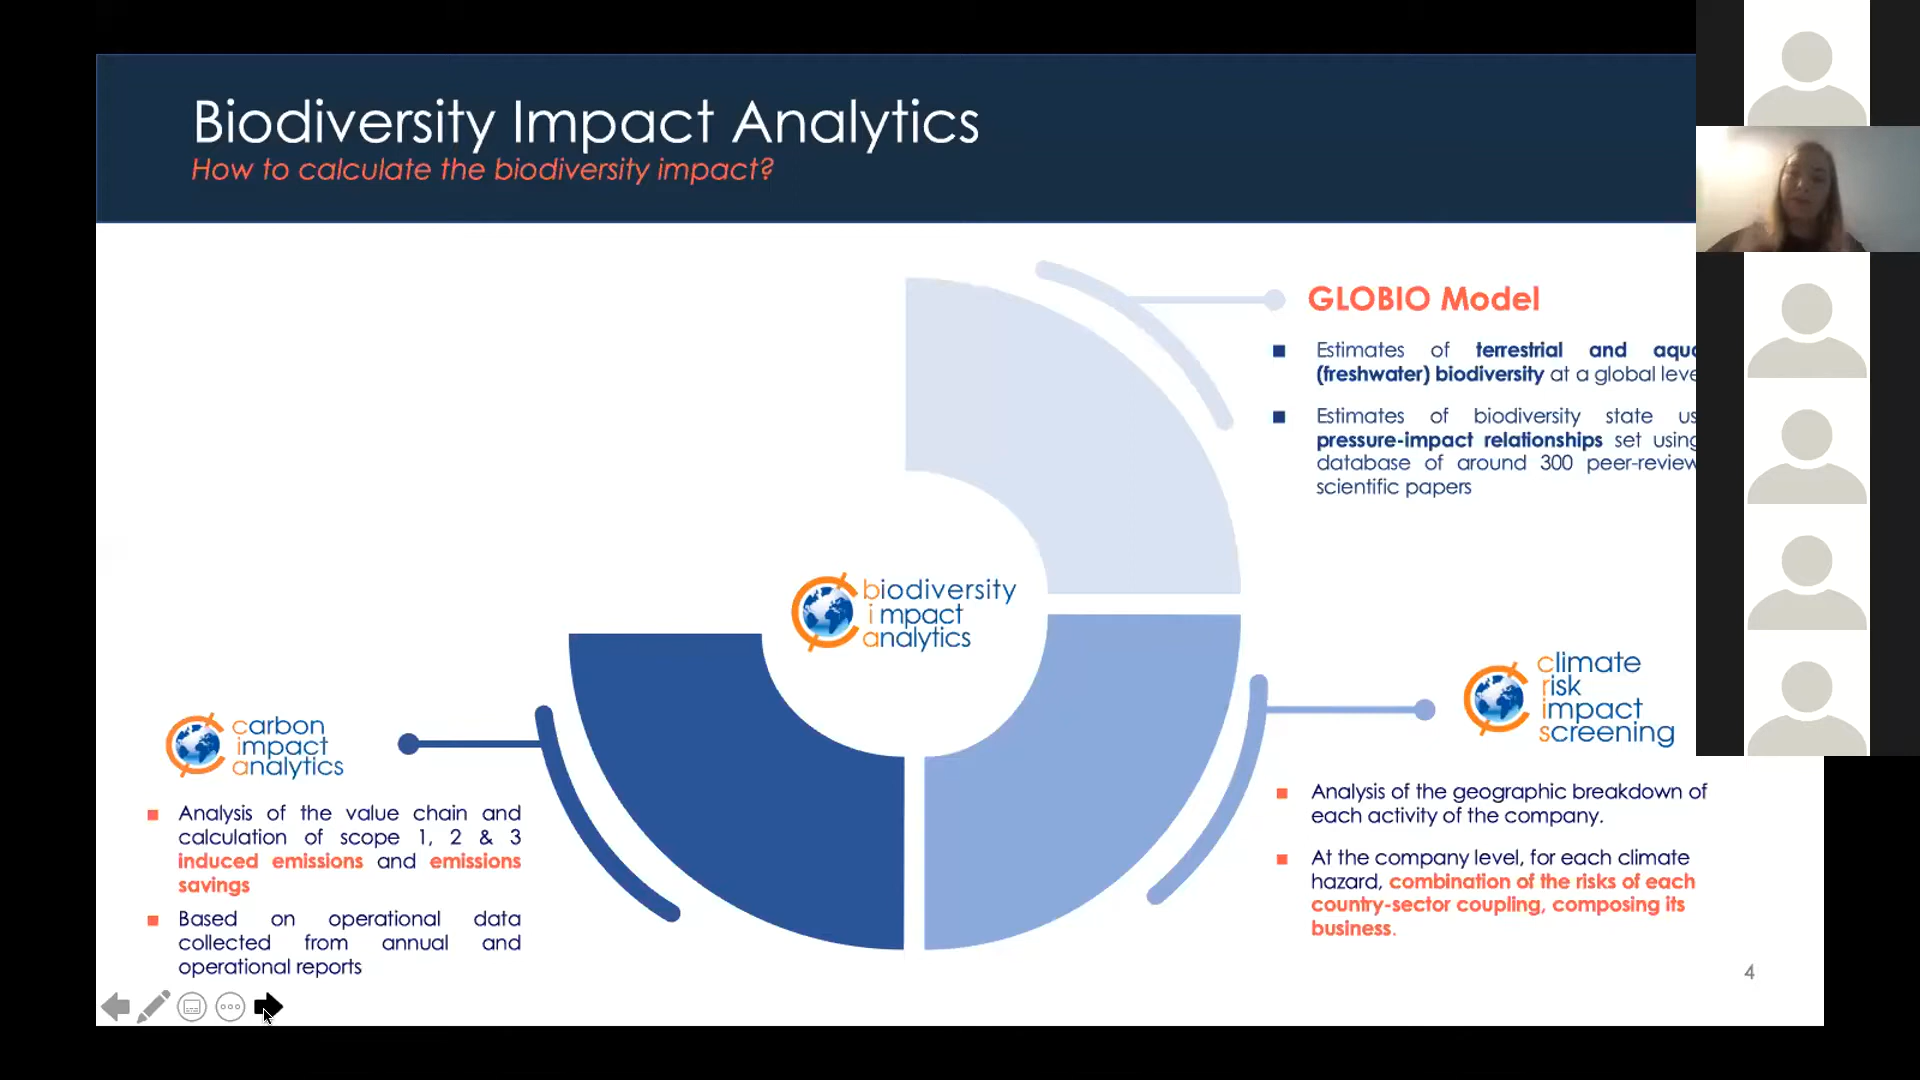 Biodiversity Impact Analytics
How to calculate the biodiversity impact?
GLOBIO Model
Estimates of terrestrial and
(freshwater) biodiversity at a global
Estimates of biodiversity state
pressure-impact relationships set using
database of around 300
scientific papers
biodiversity
impact
analytics
climate
risk
impact
screening
Analysis of the geographic breakdown of
each activity of the company.
At the company level, for each climate
hazard, combination of the risks of each
country-sector coupling, composing its
business.
carbon
impact
analytics
Analysis of the value chain and
calculation of scope 1, 2 & 3
induced emissions and emissions
savings
Based on operational data
collected from annual and
operational reports
4